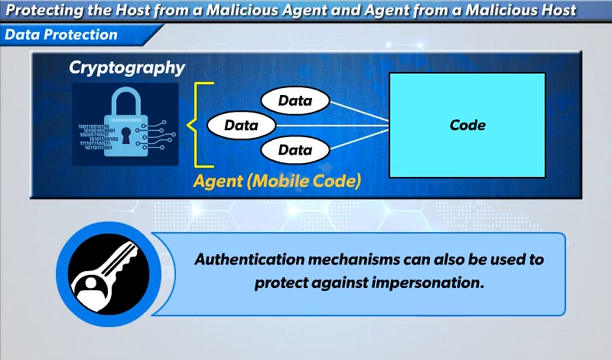 Protecting the Host from a Malicious Agent and Agent from a Malicious Host
Data Protection
Cryptography
Data
Data
Data
Code
Agent (Mobile Code)
Authentication mechanisms can also be used to
protect against impersonation.